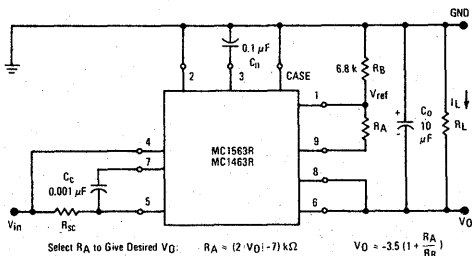 GND
0.1 μF
Cn
6.8 k
RB
2
3
CASE
1
Vref
IL
CO
10
μF
+
-
RL
RA
4
MC1563R
MC1463R
9
7
CC
0.001 μF
8
5
6
Vin
RSC
VO
Select RA to Give Desired VO: RA ≈ (2|VO|-7) kΩ
VO ≈ -3.5 (1 + RA/RB)